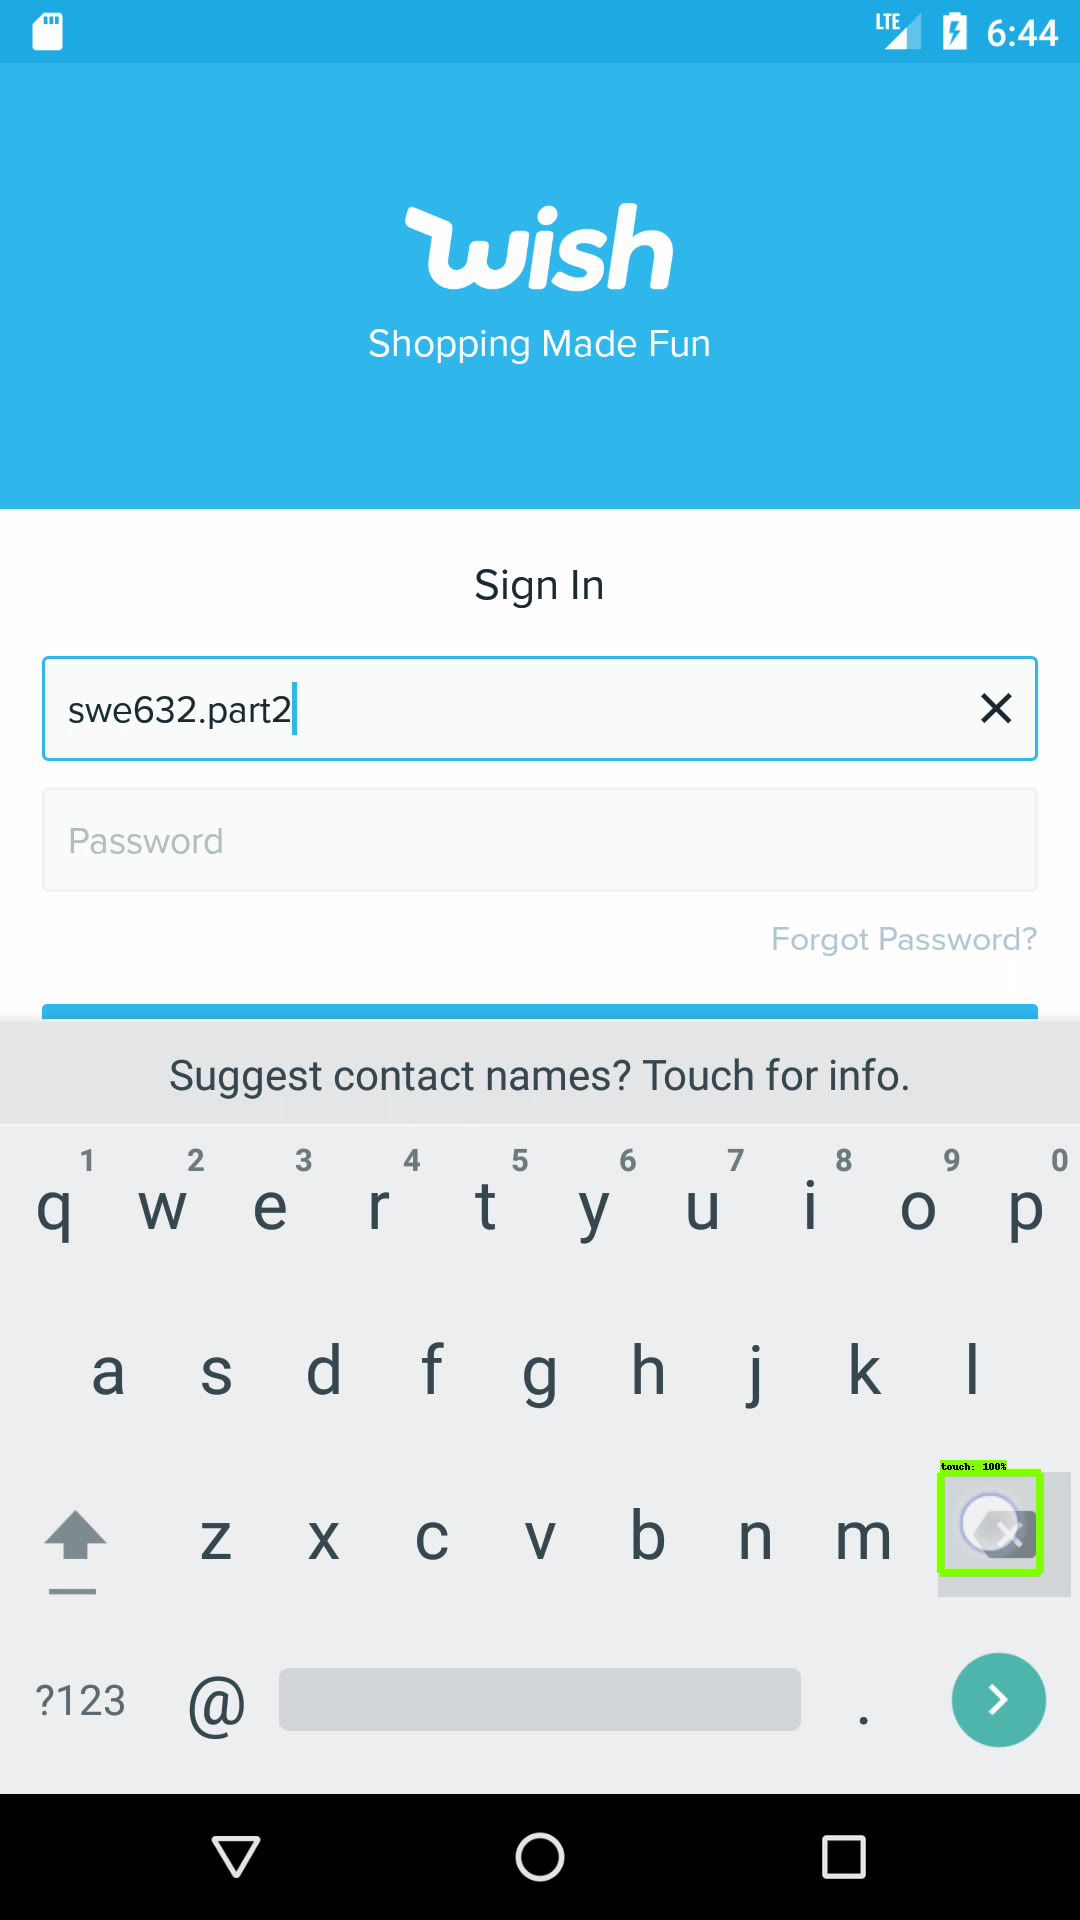 LTE 6:44
wish
Shopping Made Fun
Sign In
swe632.part2
Password
Forgot Password?
Suggest contact names? Touch for info.
1 2 3 4 5 6 7 8 9 0
q w e r t y u i o p
a s d f g h j k l
touch: 100%
z x c v b n m
?123 @ .